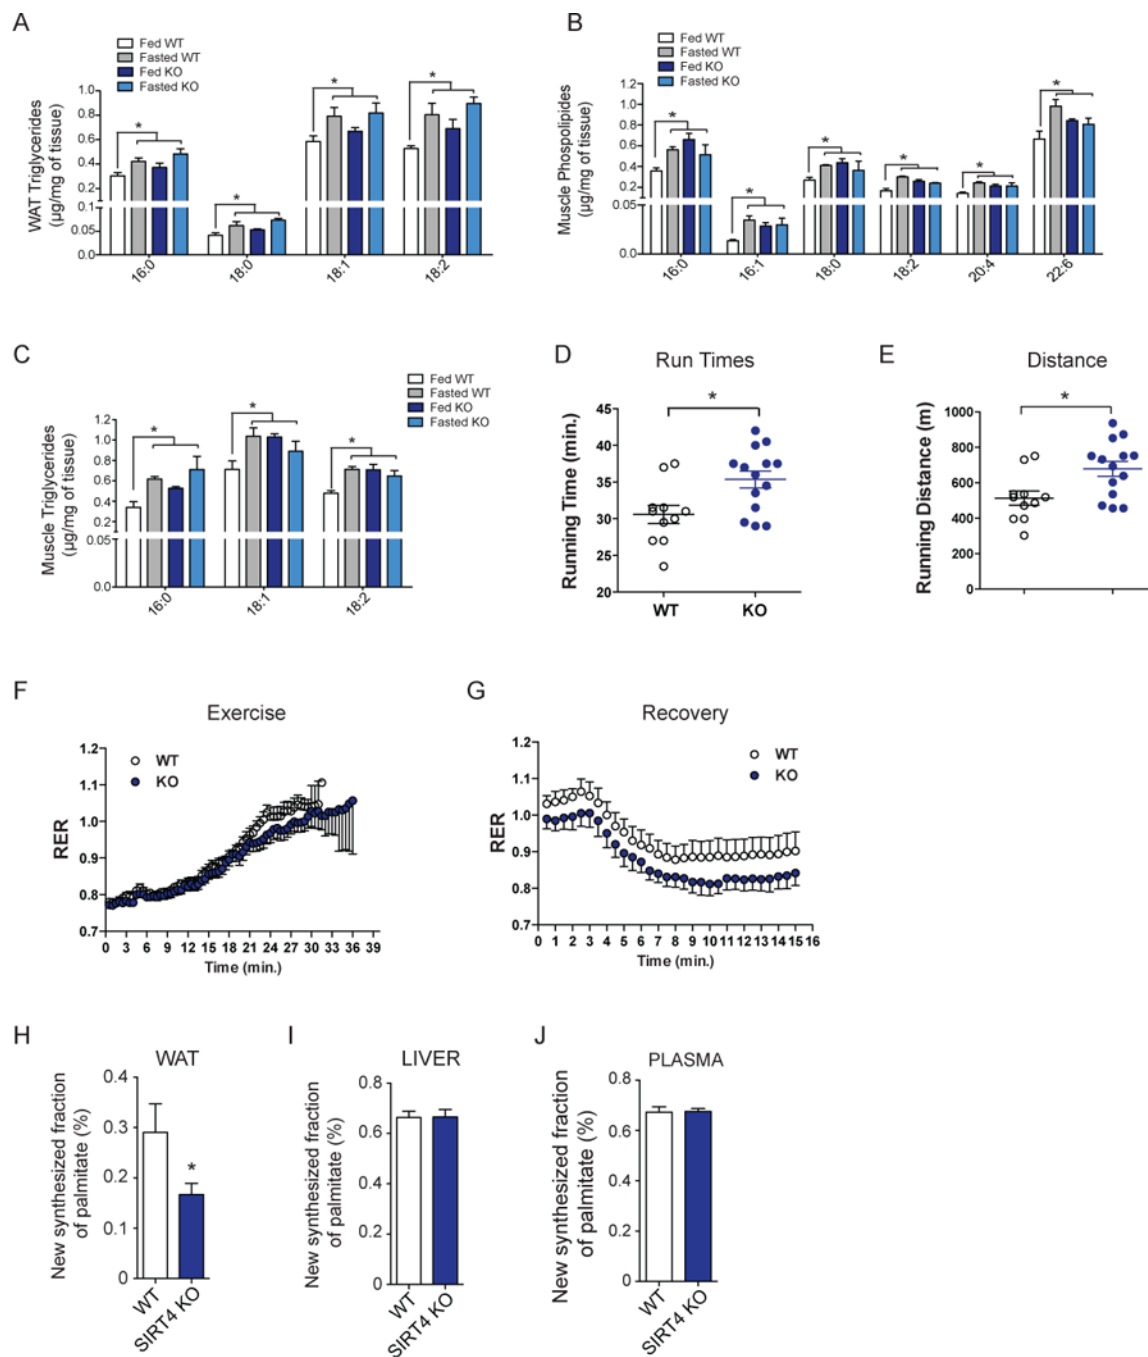 A
Fed WT
Fasted WT
Fed KO
Fasted KO
WAT Triglycerides
(µg/mg of tissue)
1.0
0.8
0.6
0.4
0.2
0.1
0.05
0.0
*
*
*
*
16:0
18:0
18:1
18:2
B
Fed WT
Fasted WT
Fed KO
Fasted KO
Muscle Phospolipides
(µg/mg of tissue)
1.2
1.0
0.8
0.6
0.4
0.2
0.05
0.0
*
*
*
*
*
*
16:0
16:1
18:0
18:2
20:4
22:6
C
Fed WT
Fasted WT
Fed KO
Fasted KO
Muscle Triglycerides
(µg/mg of tissue)
1.2
1.0
0.8
0.6
0.4
0.2
0.05
0.0
*
*
*
16:0
18:1
18:2
D
Run Times
*
Running Time (min.)
45
40
35
30
25
20
WT
KO
E
Distance
*
Running Distance (m)
1000
800
600
400
200
0
F
Exercise
WT
KO
RER
1.2
1.1
1.0
0.9
0.8
0.7
0 3 6 9 12 15 18 21 24 27 30 33 36 39
Time (min.)
G
Recovery
WT
KO
RER
1.2
1.1
1.0
0.9
0.8
0.7
0 1 2 3 4 5 6 7 8 9 10 11 12 13 14 15 16
Time (min.)
H
WAT
New synthesized fraction
of palmitate (%)
0.4
0.3
0.2
0.1
0
*
WT
SIRT4 KO
I
LIVER
New synthesized fraction
of palmitate (%)
0.8
0.6
0.4
0.2
0
WT
SIRT4 KO
J
PLASMA
New synthesized fraction
of palmitate (%)
0.8
0.6
0.4
0.2
0
WT
SIRT4 KO